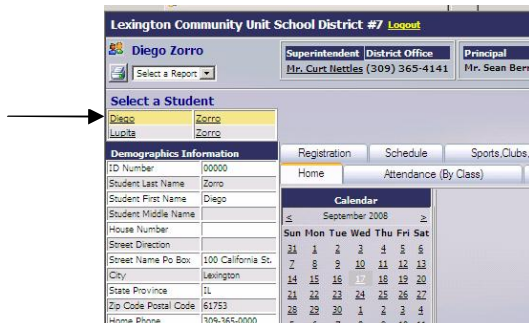 Lexington Community Unit School District #7 Logout
Diego Zorro
Select a Report
Superintendent District Office
Mr. Curt Nettles (309) 365-4141
Principal
Mr. Sean
Select a Student
Diego Zorro
Lupita Zorro
Demographics Information
ID Number 00000
Student Last Name Zorro
Student First Name Diego
Student Middle Name
House Number
Street Direction
Street Name Po Box 100 California St.
City Lexington
State Province IL
Zip Code Postal Code 61753
Home Phone 309-365-0000
Registration Schedule Sports,Clubs,
Home Attendance (By Class)
Calendar
< September 2008 >
Sun Mon Tue Wed Thu Fri Sat
31 1 2 3 4 5 6
7 8 9 10 11 12 13
14 15 16 17 18 19 20
21 22 23 24 25 26 27
28 29 30 1 2 3 4